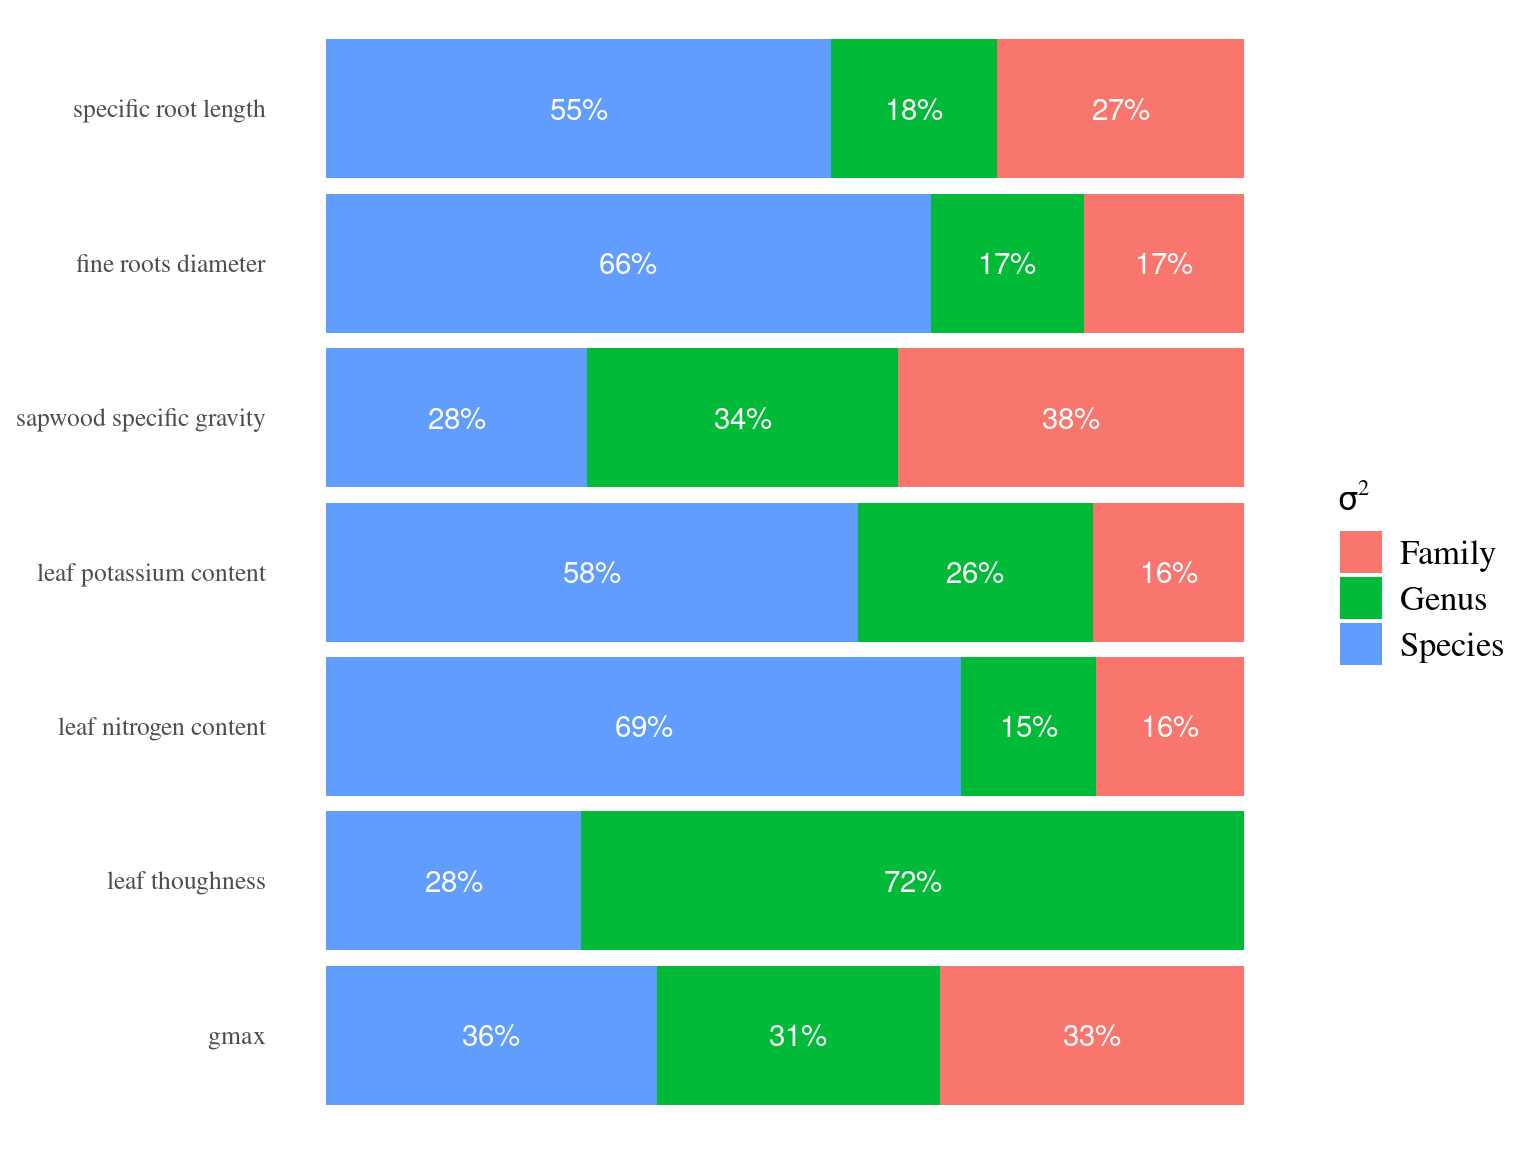 specific root length
55% 18% 27%
fine roots diameter
66% 17% 17%
sapwood specific gravity
28% 34% 38%
leaf potassium content
58% 26% 16%
leaf nitrogen content
69% 15% 16%
leaf thoughness
28% 72%
gmax
36% 31% 33%
σ²
Family
Genus
Species